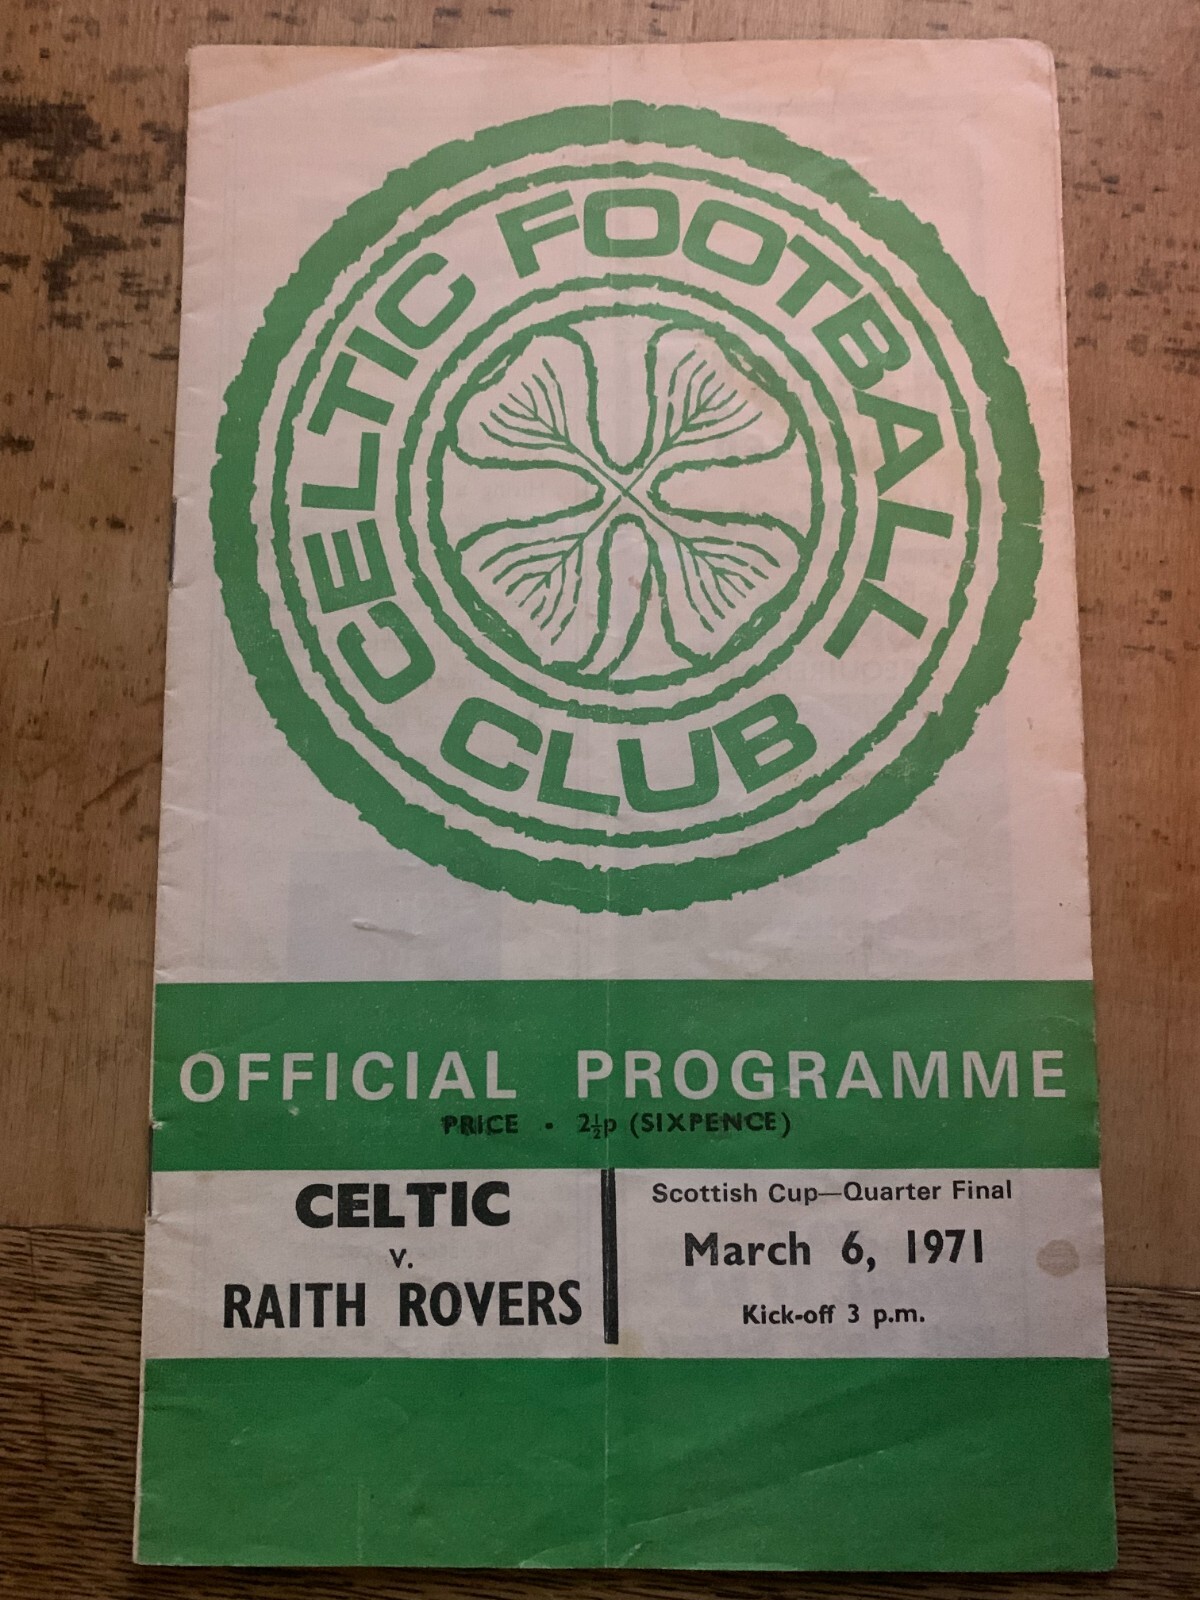 CELTIC FOOTBALL
CLUB
OFFICIAL PROGRAMME
PRICE · 2½p (SIXPENCE)
CELTIC
v.
RAITH ROVERS
Scottish Cup—Quarter Final
March 6, 1971
Kick-off 3 p.m.